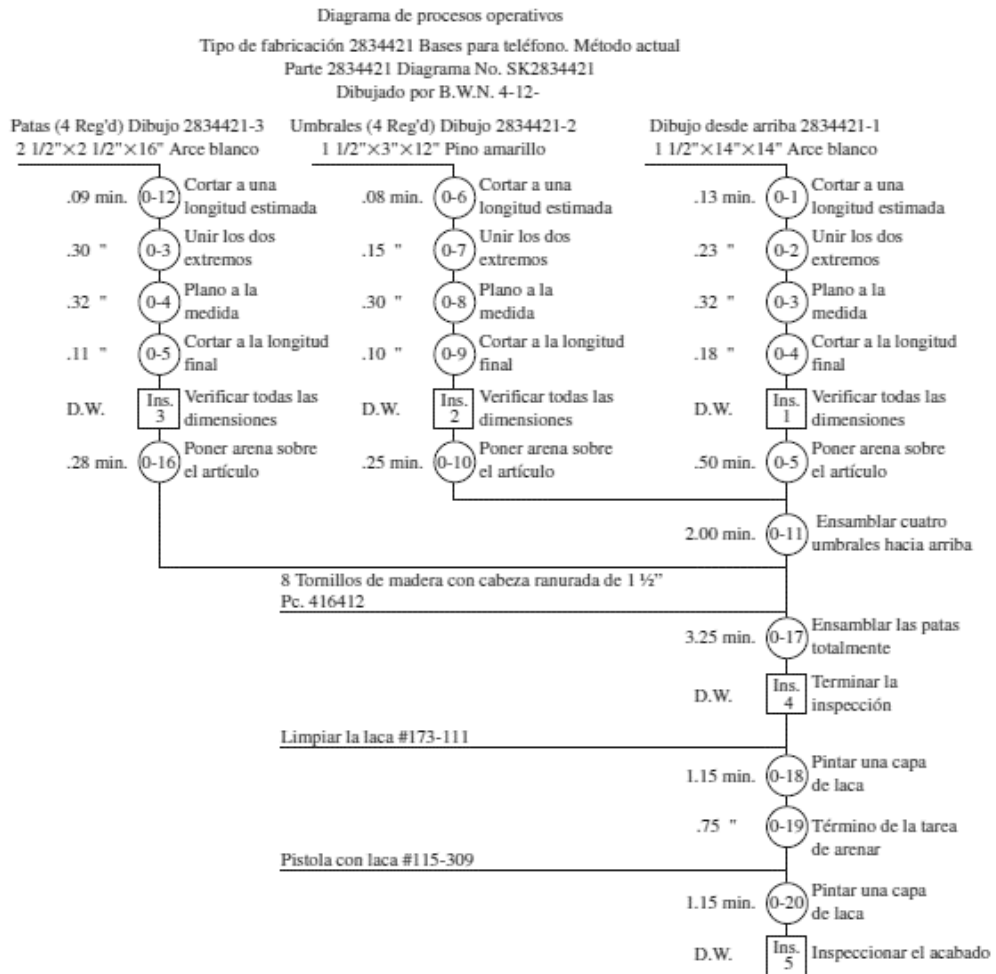 Diagrama de procesos operativos
Tipo de fabricación 2834421 Bases para teléfono. Método actual
Parte 2834421 Diagrama No. SK2834421
Dibujado por B.W.N. 4-12-
Patas (4 Reg'd) Dibujo 2834421-3
2 1/2"×2 1/2"×16" Arce blanco
.09 min. 0-12 Cortar a una
longitud estimada
.30 " 0-3 Unir los dos
extremos
.32 " 0-4 Plano a la
medida
.11 " 0-5 Cortar a la longitud
final
D.W. Ins. 3 Verificar todas las
dimensiones
.28 min. 0-16 Poner arena sobre
el artículo
Umbrales (4 Reg'd) Dibujo 2834421-2
1 1/2"×3"×12" Pino amarillo
.08 min. 0-6 Cortar a una
longitud estimada
.15 " 0-7 Unir los dos
extremos
.30 " 0-8 Plano a la
medida
.10 " 0-9 Cortar a la longitud
final
D.W. Ins. 2 Verificar todas las
dimensiones
.25 min. 0-10 Poner arena sobre
el artículo
Dibujo desde arriba 2834421-1
1 1/2"×14"×14" Arce blanco
.13 min. 0-1 Cortar a una
longitud estimada
.23 " 0-2 Unir los dos
extremos
.32 " 0-3 Plano a la
medida
.18 " 0-4 Cortar a la longitud
final
D.W. Ins. 1 Verificar todas las
dimensiones
.50 min. 0-5 Poner arena sobre
el artículo
2.00 min. 0-11 Ensamblar cuatro
umbrales hacia arriba
8 Tornillos de madera con cabeza ranurada de 1 ½”
Pc. 416412
3.25 min. 0-17 Ensamblar las patas
totalmente
D.W. Ins. 4 Terminar la
inspección
Limpiar la laca #173-111
1.15 min. 0-18 Pintar una capa
de laca
.75 " 0-19 Término de la tarea
de arenar
Pistola con laca #115-309
1.15 min. 0-20 Pintar una capa
de laca
D.W. Ins. 5 Inspeccionar el acabado